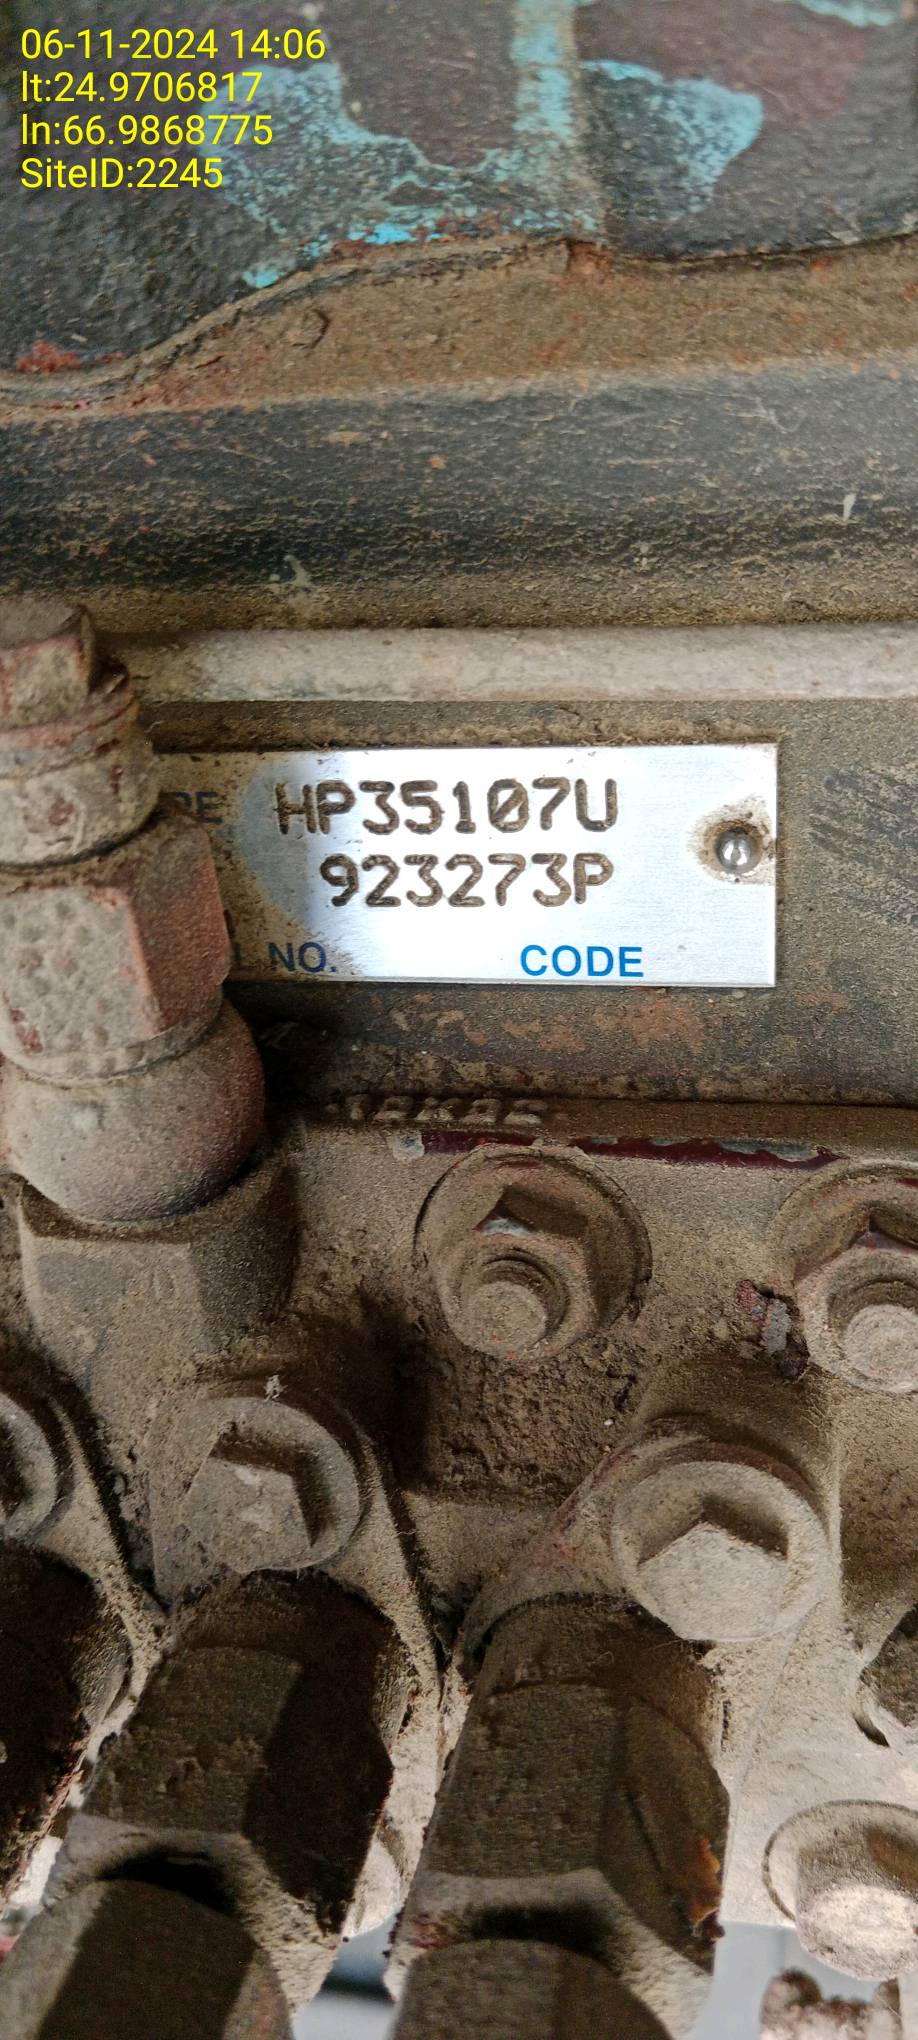 06-11-2024 14:06
lt:24.9706817
ln:66.9868775
SiteID:2245
HP35107U
923273P
NO.
CODE